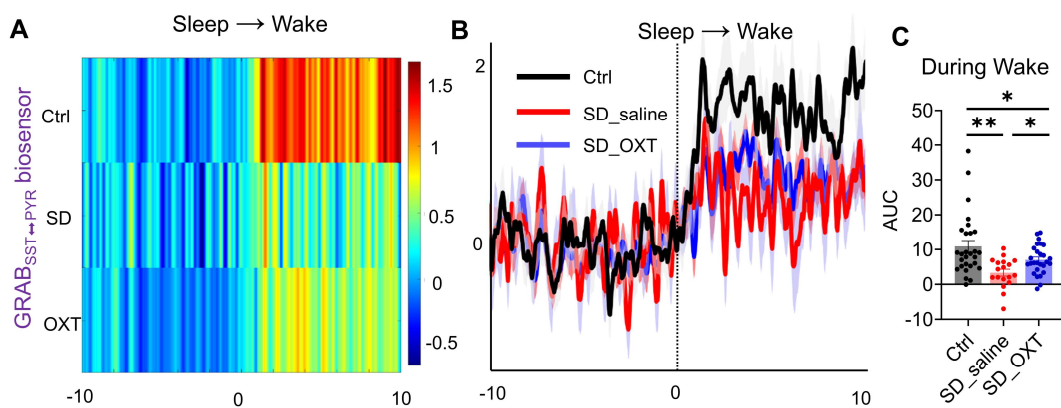 A
Sleep → Wake
GRAB_SST↔PYR biosensor
Ctrl
SD
OXT
-10
0
10
1.5
1
0.5
0
-0.5
B
Sleep → Wake
2
0
Ctrl
SD_saline
SD_OXT
-10
0
10
C
During Wake
*
** *
AUC
50
40
30
20
10
0
-10
Ctrl
SD_saline
SD_OXT